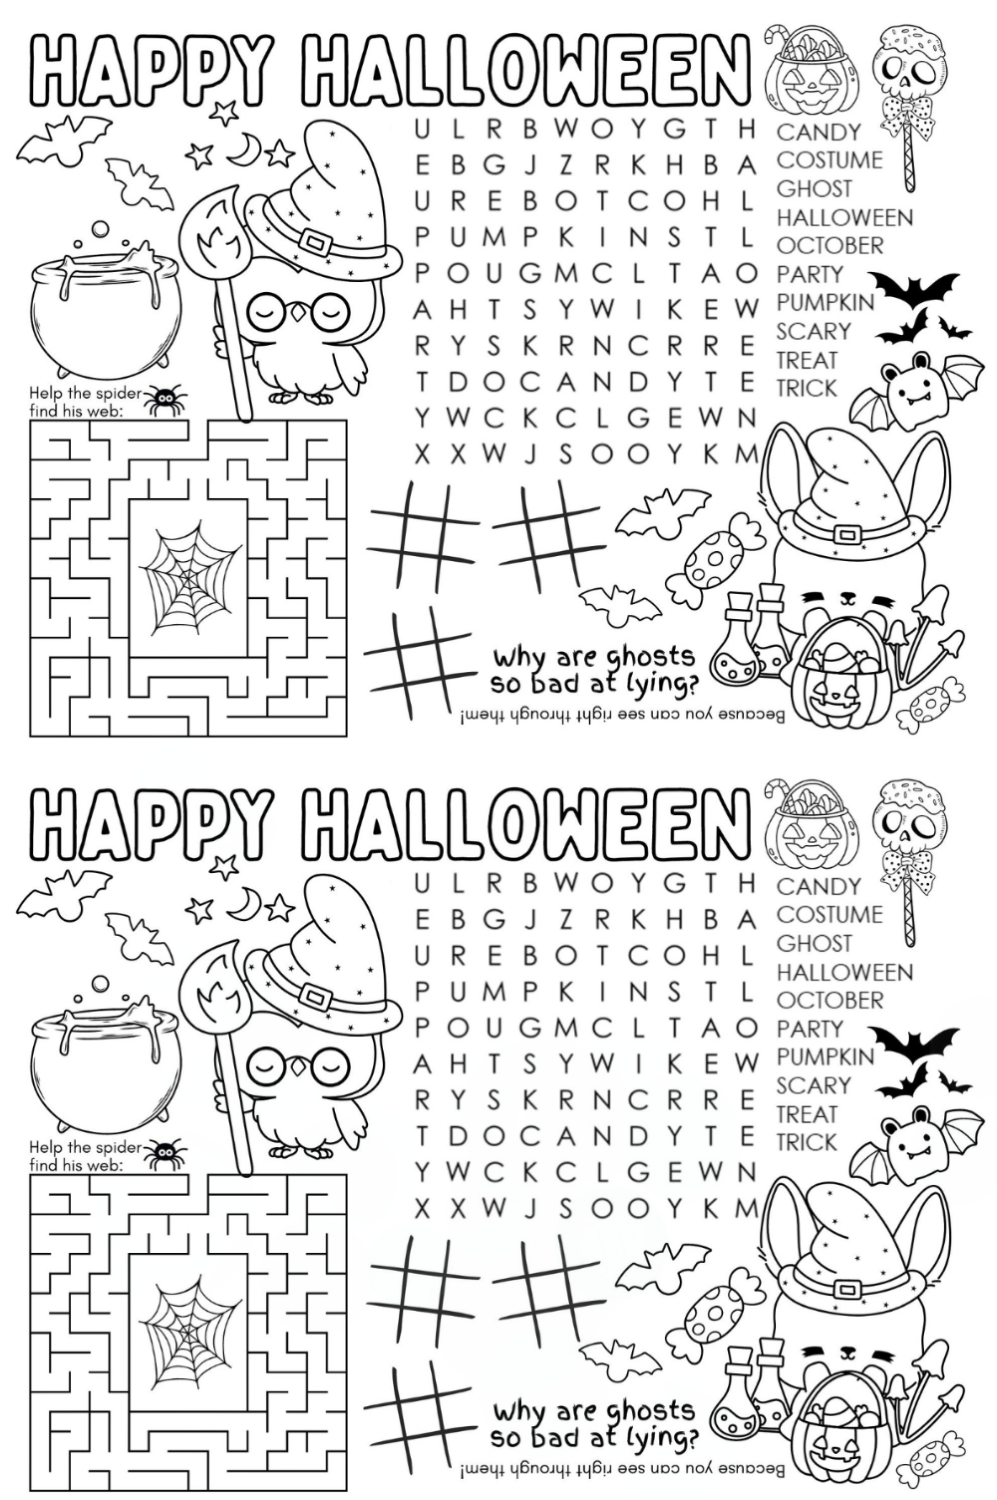 HAPPY HALLOWEEN
U L R B W O Y G T H
E B G J Z R K H B A
U R E B O T C O H L
P U M P K I N S T L
P O U G M C L T A O
A H T S Y W I K E W
R Y S K R N C R R E
T D O C A N D Y T E
Y W C K C L G E W N
X X W J S O O Y K M
CANDY
COSTUME
GHOST
HALLOWEEN
OCTOBER
PARTY
PUMPKIN
SCARY
TREAT
TRICK
Help the spider
find his web:
Why are ghosts
so bad at lying?
Because you can see right through them!
HAPPY HALLOWEEN
U L R B W O Y G T H
E B G J Z R K H B A
U R E B O T C O H L
P U M P K I N S T L
P O U G M C L T A O
A H T S Y W I K E W
R Y S K R N C R R E
T D O C A N D Y T E
Y W C K C L G E W N
X X W J S O O Y K M
CANDY
COSTUME
GHOST
HALLOWEEN
OCTOBER
PARTY
PUMPKIN
SCARY
TREAT
TRICK
Help the spider
find his web:
Why are ghosts
so bad at lying?
Because you can see right through them!